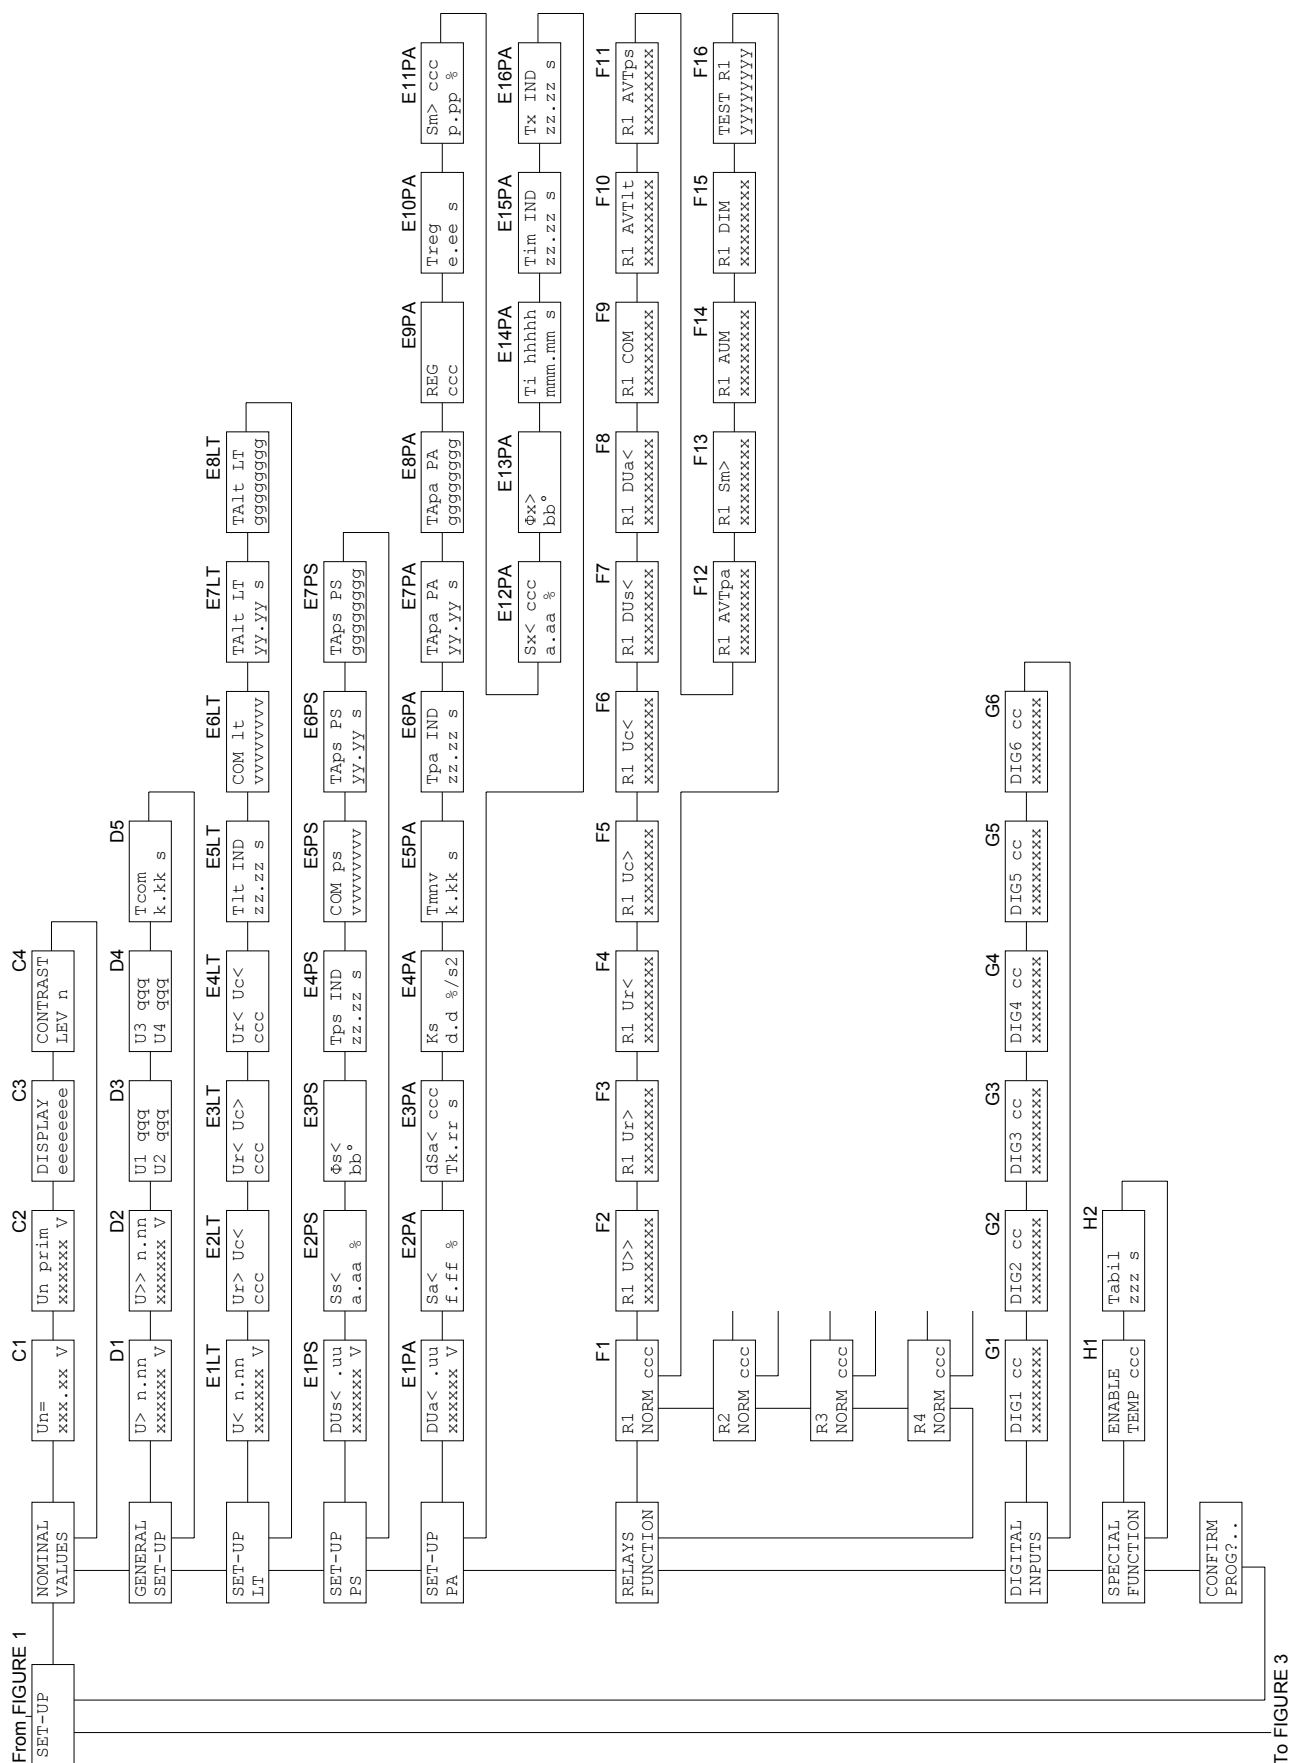 From FIGURE 1
SET-UP
NOMINAL
VALUES
C1
Un=
xxx.xx V
C2
Un prim
xxxxxx V
C3
DISPLAY
eeeeeeee
C4
CONTRAST
LEV n
GENERAL
SET-UP
D1
U> n.nn
xxxxxx V
D2
U>> n.nn
xxxxxx V
D3
U1 qqq
U2 qqq
D4
U3 qqq
U4 qqq
D5
Tcom
k.kk s
SET-UP
LT
E1LT
U< n.nn
xxxxxx V
E2LT
Ur> Uc<
ccc
E3LT
Ur< Uc>
ccc
E4LT
Ur< Uc<
ccc
E5LT
Tlt IND
zz.zz s
E6LT
COM lt
vvvvvvvv
E7LT
TAlt LT
yy.yy s
E8LT
TAlt LT
gggggggg
SET-UP
PS
E1PS
DUs< .uu
xxxxxx V
E2PS
Ss<
a.aa %
E3PS
Φs<
bb°
E4PS
Tps IND
zz.zz s
E5PS
COM ps
vvvvvvvv
E6PS
TAps PS
yy.yy s
E7PS
TAps PS
gggggggg
SET-UP
PA
E1PA
DUa< .uu
xxxxxx V
E2PA
Sa<
f.ff %
E3PA
dSa< ccc
Tk.rr s
E4PA
Ks
d.d %/s2
E5PA
Tmnv
k.kk s
E6PA
Tpa IND
zz.zz s
E7PA
TApa PA
yy.yy s
E8PA
TApa PA
gggggggg
E9PA
REG
ccc
E10PA
Treg
e.ee s
E11PA
Sm> ccc
p.pp %
E12PA
Sx< ccc
a.aa %
E13PA
Φx>
bb°
E14PA
Ti hhhhh
mmm.mm s
E15PA
Tim IND
zz.zz s
E16PA
Tx IND
zz.zz s
RELAYS
FUNCTION
F1
R1
NORM ccc
F2
R1 U>>
xxxxxxxx
F3
R1 Ur>
xxxxxxxx
F4
R1 Ur<
xxxxxxxx
F5
R1 Uc>
xxxxxxxx
F6
R1 Uc<
xxxxxxxx
F7
R1 DUs<
xxxxxxxx
F8
R1 DUa<
xxxxxxxx
F9
R1 COM
xxxxxxxx
F10
R1 AVTlt
xxxxxxxx
F11
R1 AVTps
xxxxxxxx
R2
NORM ccc
F12
R1 AVTpa
xxxxxxxx
F13
R1 Sm>
xxxxxxxx
F14
R1 AUM
xxxxxxxx
F15
R1 DIM
xxxxxxxx
F16
TEST R1
yyyyyyyy
R3
NORM ccc
R4
NORM ccc
DIGITAL
INPUTS
G1
DIG1 cc
xxxxxxxx
G2
DIG2 cc
xxxxxxxx
G3
DIG3 cc
xxxxxxxx
G4
DIG4 cc
xxxxxxxx
G5
DIG5 cc
xxxxxxxx
G6
DIG6 cc
xxxxxxxx
SPECIAL
FUNCTION
H1
ENABLE
TEMP ccc
H2
Tabil
zzz s
CONFIRM
PROG?..
To FIGURE 3